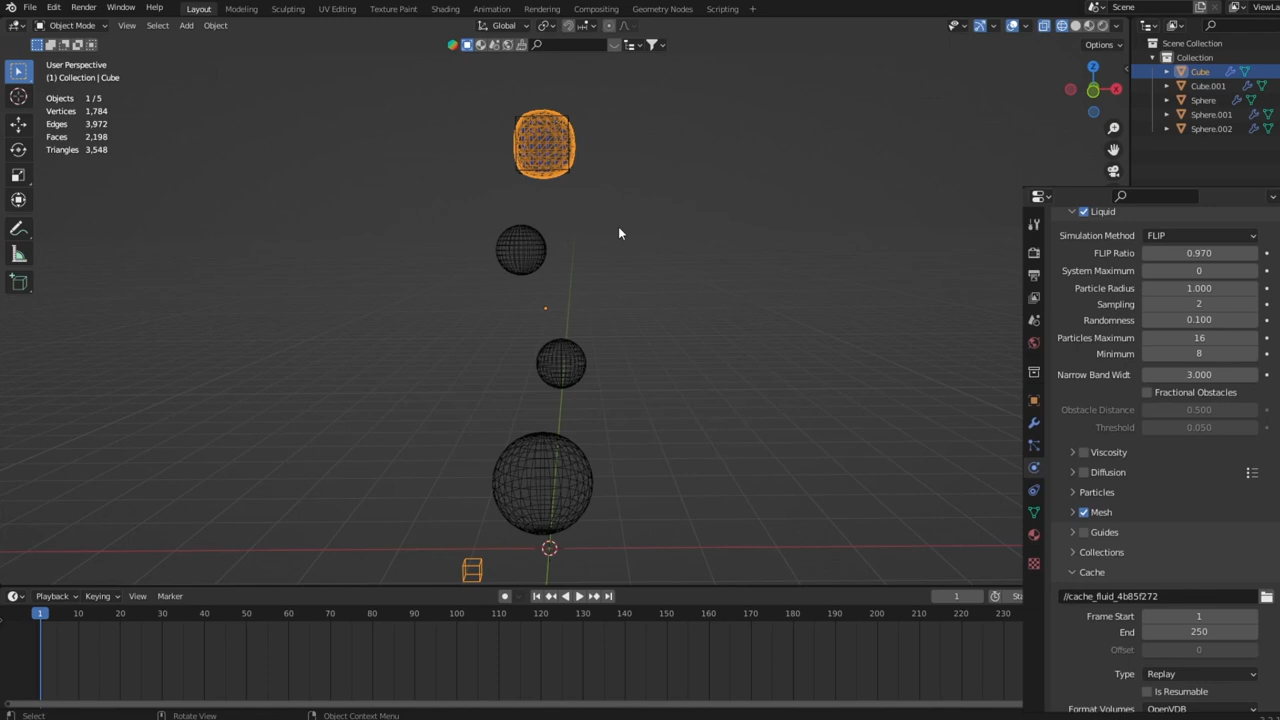 File Edit Render Window Help Layout Modeling Sculpting UV Editing Texture Paint Shading Animation Rendering Compositing Geometry Nodes Scripting Scene
Object Mode View Select Add Object Global
Options
User Perspective
(1) Collection | Cube
Objects 1 / 5
Vertices 1,784
Edges 3,972
Faces 2,198
Triangles 3,548
Z
X
Scene Collection
Collection
Cube
Cube.001
Sphere
Sphere.001
Sphere.002
Liquid
Simulation Method FLIP
FLIP Ratio 0.970
System Maximum 0
Particle Radius 1.000
Sampling 2
Randomness 0.100
Particles Maximum 16
Minimum 8
Narrow Band Widt 3.000
Fractional Obstacles
Obstacle Distance 0.500
Threshold 0.050
Viscosity
Diffusion
Particles
Mesh
Guides
Collections
Cache
//cache_fluid_4b85f272
Frame Start 1
End 250
Offset 0
Type Replay
Is Resumable
Format Volumes OpenVDB
Playback Keying View Marker 1
1 10 20 30 40 50 60 70 80 90 100 110 120 130 140 150 160 170 180 190 200 210 220 230
Select Rotate View Object Context Menu